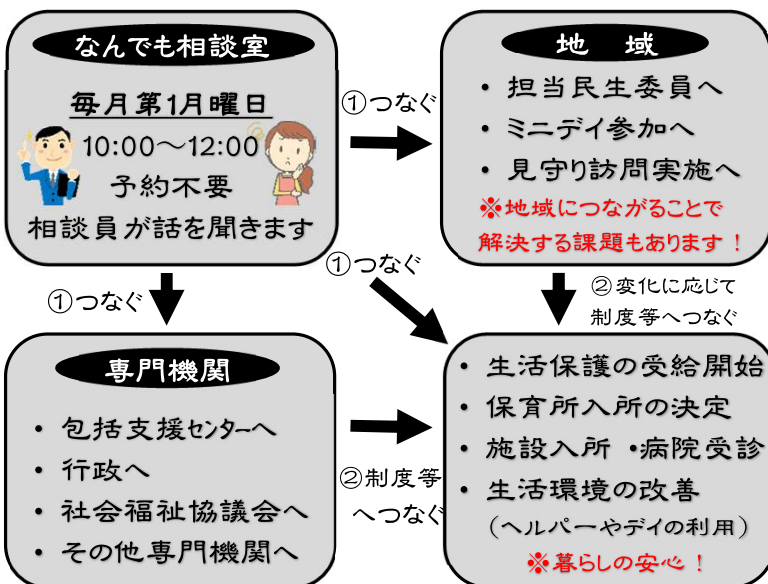 なんでも相談室
毎月第1月曜日
10:00～12:00
予約不要
相談員が話を聞きます
①つなぐ
地 域
・ 担当民生委員へ
・ ミニデイ参加へ
・ 見守り訪問実施へ
※地域につながることで
解決する課題もあります！
①つなぐ
①つなぐ
②変化に応じて
制度等へつなぐ
専門機関
・ 包括支援センターへ
・ 行政へ
・ 社会福祉協議会へ
・ その他専門機関へ
②制度等
へつなぐ
・ 生活保護の受給開始
・ 保育所入所の決定
・ 施設入所 ・病院受診
・ 生活環境の改善
（ヘルパーやデイの利用）
※暮らしの安心！